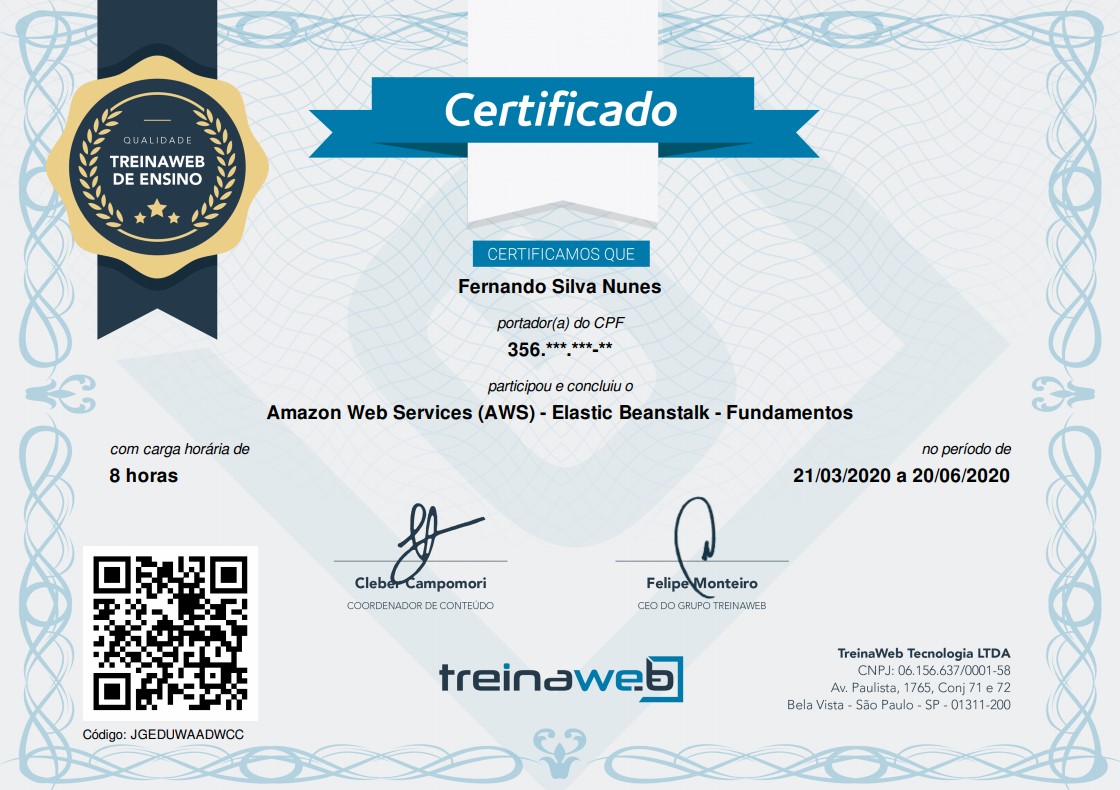 Certificado
QUALIDADE
TREINAWEB
DE ENSINO
CERTIFICAMOS QUE
Fernando Silva Nunes
portador(a) do CPF
356.***.***-**
participou e concluiu o
Amazon Web Services (AWS) - Elastic Beanstalk - Fundamentos
com carga horária de
8 horas
no período de
21/03/2020 a 20/06/2020
Cleber Campomori
COORDENADOR DE CONTEÚDO
Felipe Monteiro
CEO DO GRUPO TREINAWEB
treinaweb
TreinaWeb Tecnologia LTDA
CNPJ: 06.156.637/0001-58
Av. Paulista, 1765, Conj 71 e 72
Bela Vista - São Paulo - SP - 01311-200
Código: JGEDUWAADWCC